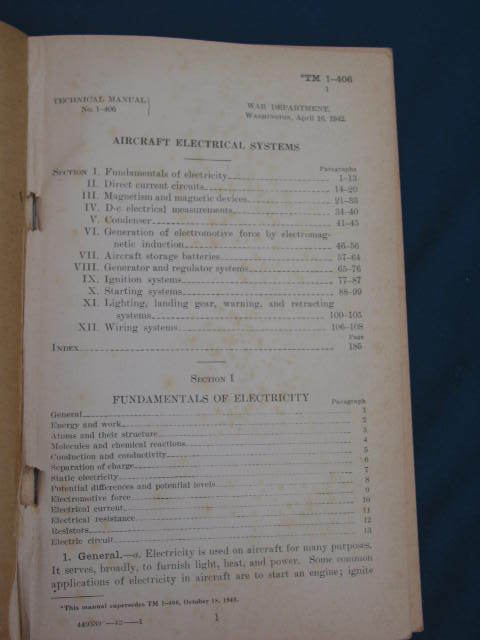 *TM 1–406
1
TECHNICAL MANUAL
No. 1–406
WAR DEPARTMENT,
WASHINGTON, April 16, 1942.
AIRCRAFT ELECTRICAL SYSTEMS
Paragraphs
SECTION I. Fundamentals of electricity 1–13
II. Direct current circuits 14–20
III. Magnetism and magnetic devices 21–33
IV. D-c electrical measurements 34–40
V. Condenser 41–45
VI. Generation of electromotive force by electromag-
netic induction 46–56
VII. Aircraft storage batteries 57–64
VIII. Generator and regulator systems 65–76
IX. Ignition systems 77–87
X. Starting systems 88–99
XI. Lighting, landing gear, warning, and retracting
systems 100–105
XII. Wiring systems 106–108
Page
INDEX 185
SECTION I
FUNDAMENTALS OF ELECTRICITY
Paragraph
General 1
Energy and work 2
Atoms and their structure 3
Molecules and chemical reactions 4
Conduction and conductivity 5
Separation of charge 6
Static electricity 7
Potential differences and potential levels 8
Electromotive force 9
Electrical current 10
Electrical resistance 11
Resistors 12
Electric circuit 13
1. General.—a. Electricity is used on aircraft for many purposes.
It serves, broadly, to furnish light, heat, and power. Some common
applications of electricity in aircraft are to start an engine; ignite
*This manual supersedes TM 1–406, October 18, 1940.
449589°—42—1
1